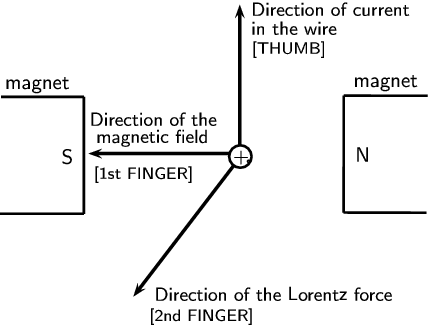 Direction of current
in the wire
[THUMB]
magnet
magnet
Direction of the
magnetic field
S
+
N
[1st FINGER]
Direction of the Lorentz force
[2nd FINGER]